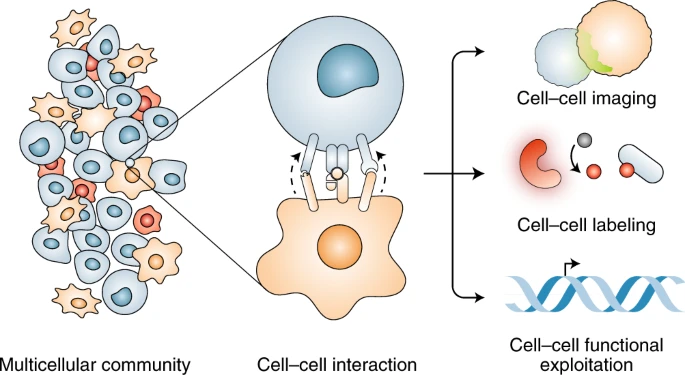 Cell–cell imaging
Cell–cell labeling
Multicellular community
Cell–cell interaction
Cell–cell functional
exploitation